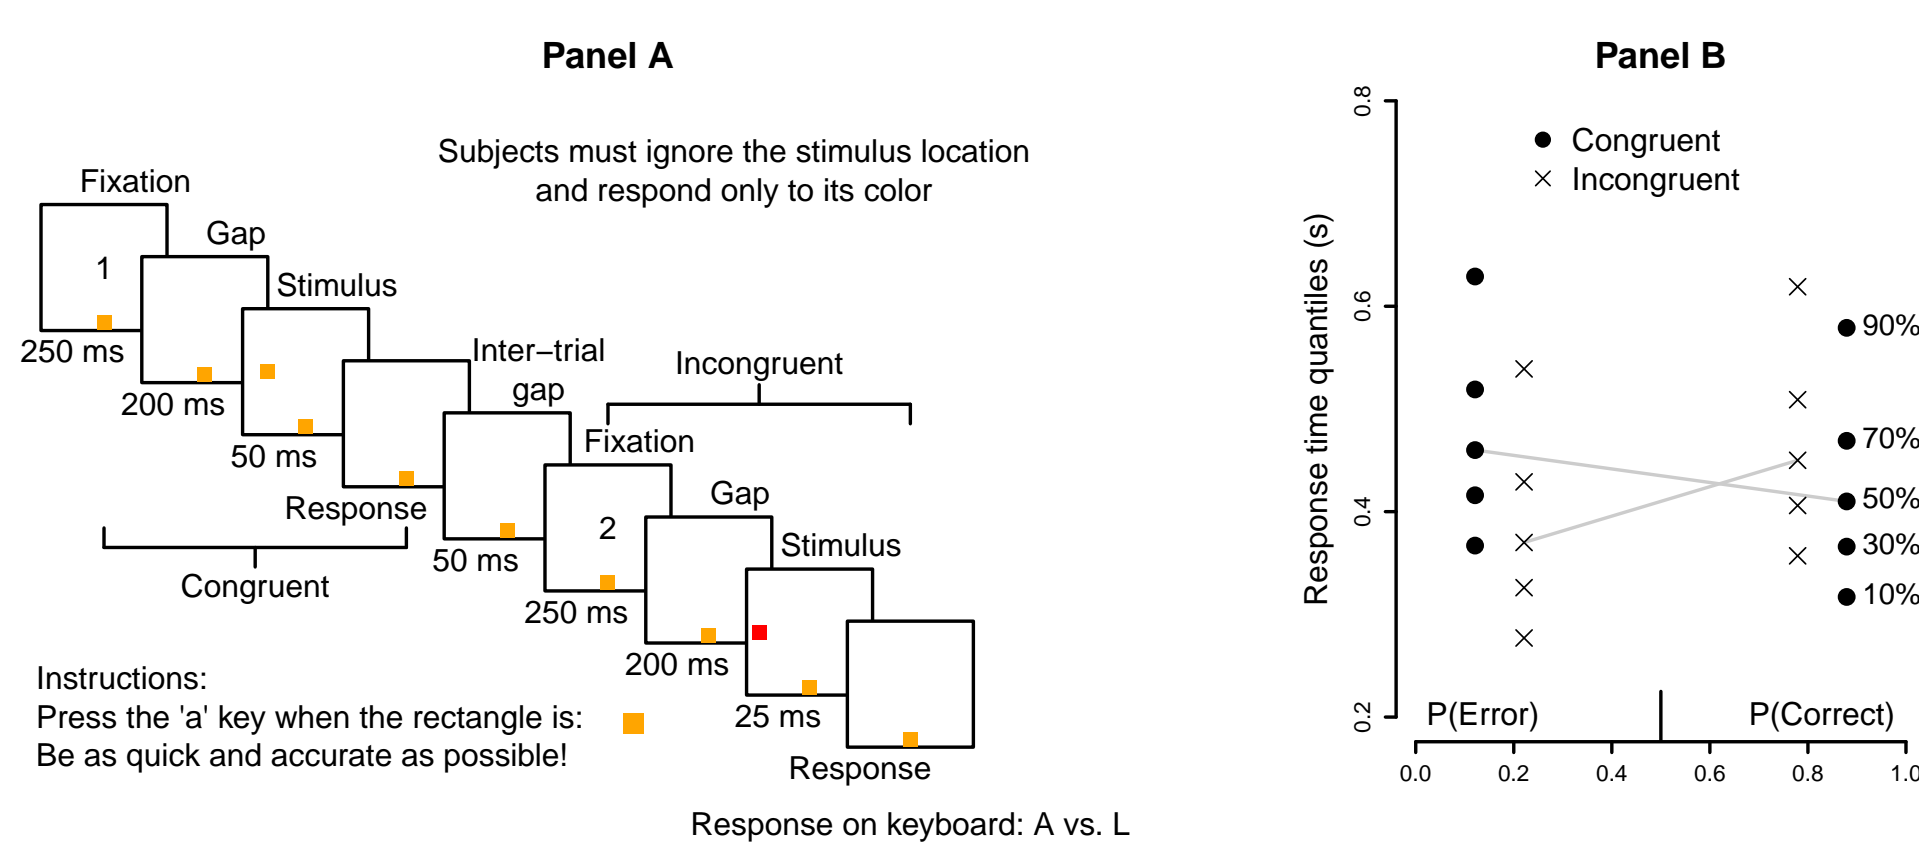 Panel A
Subjects must ignore the stimulus location
and respond only to its color
Fixation
1
250 ms
Gap
200 ms
Stimulus
50 ms
Response
Congruent
Inter−trial
gap
50 ms
Incongruent
Fixation
2
250 ms
Gap
200 ms
Stimulus
25 ms
Response
Instructions:
Press the 'a' key when the rectangle is:
Be as quick and accurate as possible!
Response on keyboard: A vs. L
Panel B
Congruent
Incongruent
Response time quantiles (s)
0.8
0.6
0.4
0.2
90%
70%
50%
30%
10%
P(Error)
P(Correct)
0.0 0.2 0.4 0.6 0.8 1.0